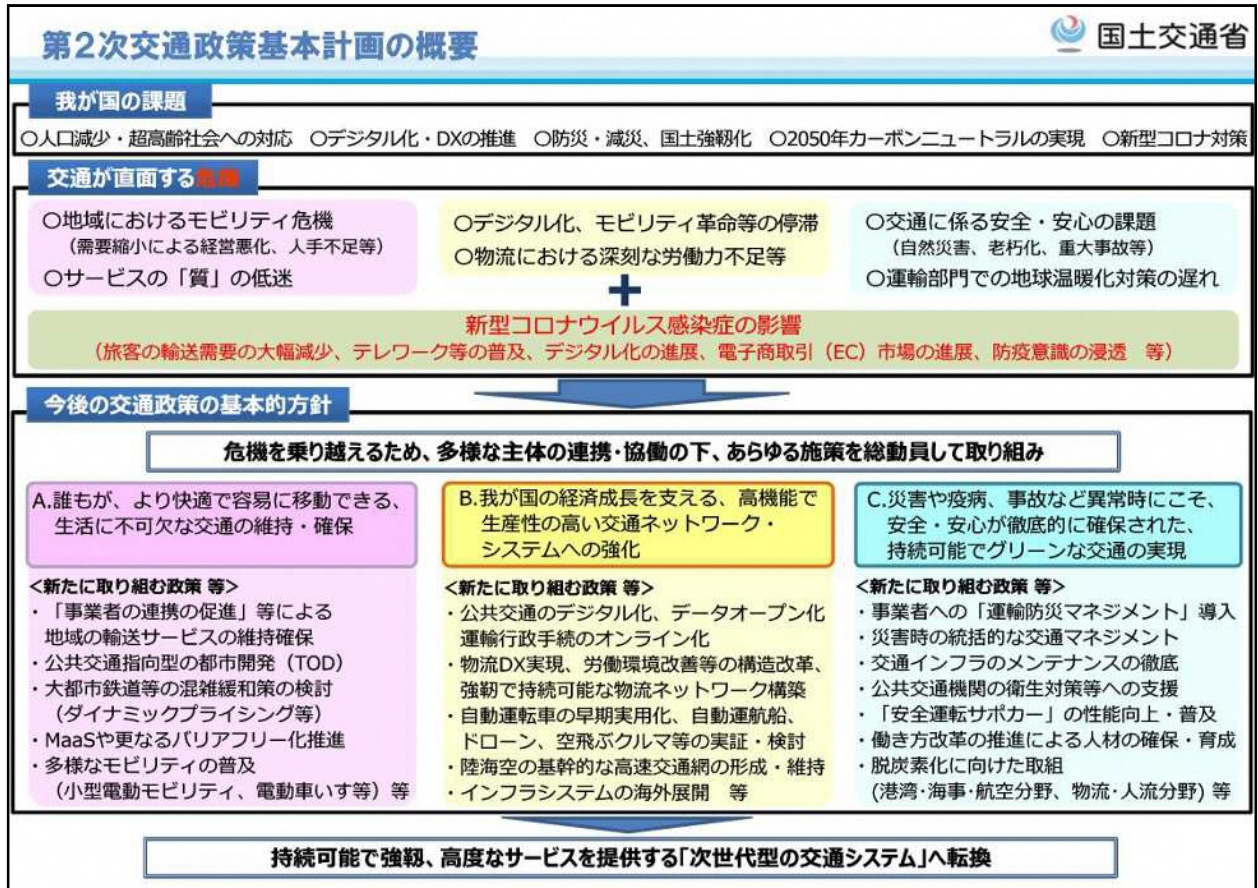 第2次交通政策基本計画の概要
国土交通省
我が国の課題
○人口減少・超高齢社会への対応 ○デジタル化・DXの推進 ○防災・減災、国土強靱化 ○2050年カーボンニュートラルの実現 ○新型コロナ対策
交通が直面する危機
○地域におけるモビリティ危機
(需要縮小による経営悪化、人手不足等)
○サービスの「質」の低迷
○デジタル化、モビリティ革命等の停滞
○物流における深刻な労働力不足等
○交通に係る安全・安心の課題
(自然災害、老朽化、重大事故等)
○運輸部門での地球温暖化対策の遅れ
+
新型コロナウイルス感染症の影響
(旅客の輸送需要の大幅減少、テレワーク等の普及、デジタル化の進展、電子商取引(EC)市場の進展、防疫意識の浸透 等)
今後の交通政策の基本的方針
危機を乗り越えるため、多様な主体の連携・協働の下、あらゆる施策を総動員して取り組み
A.誰もが、より快適で容易に移動できる、
生活に不可欠な交通の維持・確保
<新たに取り組む政策 等>
・「事業者の連携の促進」等による
地域の輸送サービスの維持確保
・公共交通指向型の都市開発(TOD)
・大都市鉄道等の混雑緩和策の検討
(ダイナミックプライシング等)
・MaaSや更なるバリアフリー化推進
・多様なモビリティの普及
(小型電動モビリティ、電動車いす等)等
B.我が国の経済成長を支える、高機能で
生産性の高い交通ネットワーク・
システムへの強化
<新たに取り組む政策 等>
・公共交通のデジタル化、データオープン化
運輸行政手続のオンライン化
・物流DX実現、労働環境改善等の構造改革、
強靭で持続可能な物流ネットワーク構築
・自動運転車の早期実用化、自動運航船、
ドローン、空飛ぶクルマ等の実証・検討
・陸海空の基幹的な高速交通網の形成・維持
・インフラシステムの海外展開 等
C.災害や疫病、事故など異常時にこそ、
安全・安心が徹底的に確保された、
持続可能でグリーンな交通の実現
<新たに取り組む政策 等>
・事業者への「運輸防災マネジメント」導入
・災害時の統括的な交通マネジメント
・交通インフラのメンテナンスの徹底
・公共交通機関の衛生対策等への支援
・「安全運転サポカー」の性能向上・普及
・働き方改革の推進による人材の確保・育成
・脱炭素化に向けた取組
(港湾・海事・航空分野、物流・人流分野)等
持続可能で強靱、高度なサービスを提供する「次世代型の交通システム」へ転換